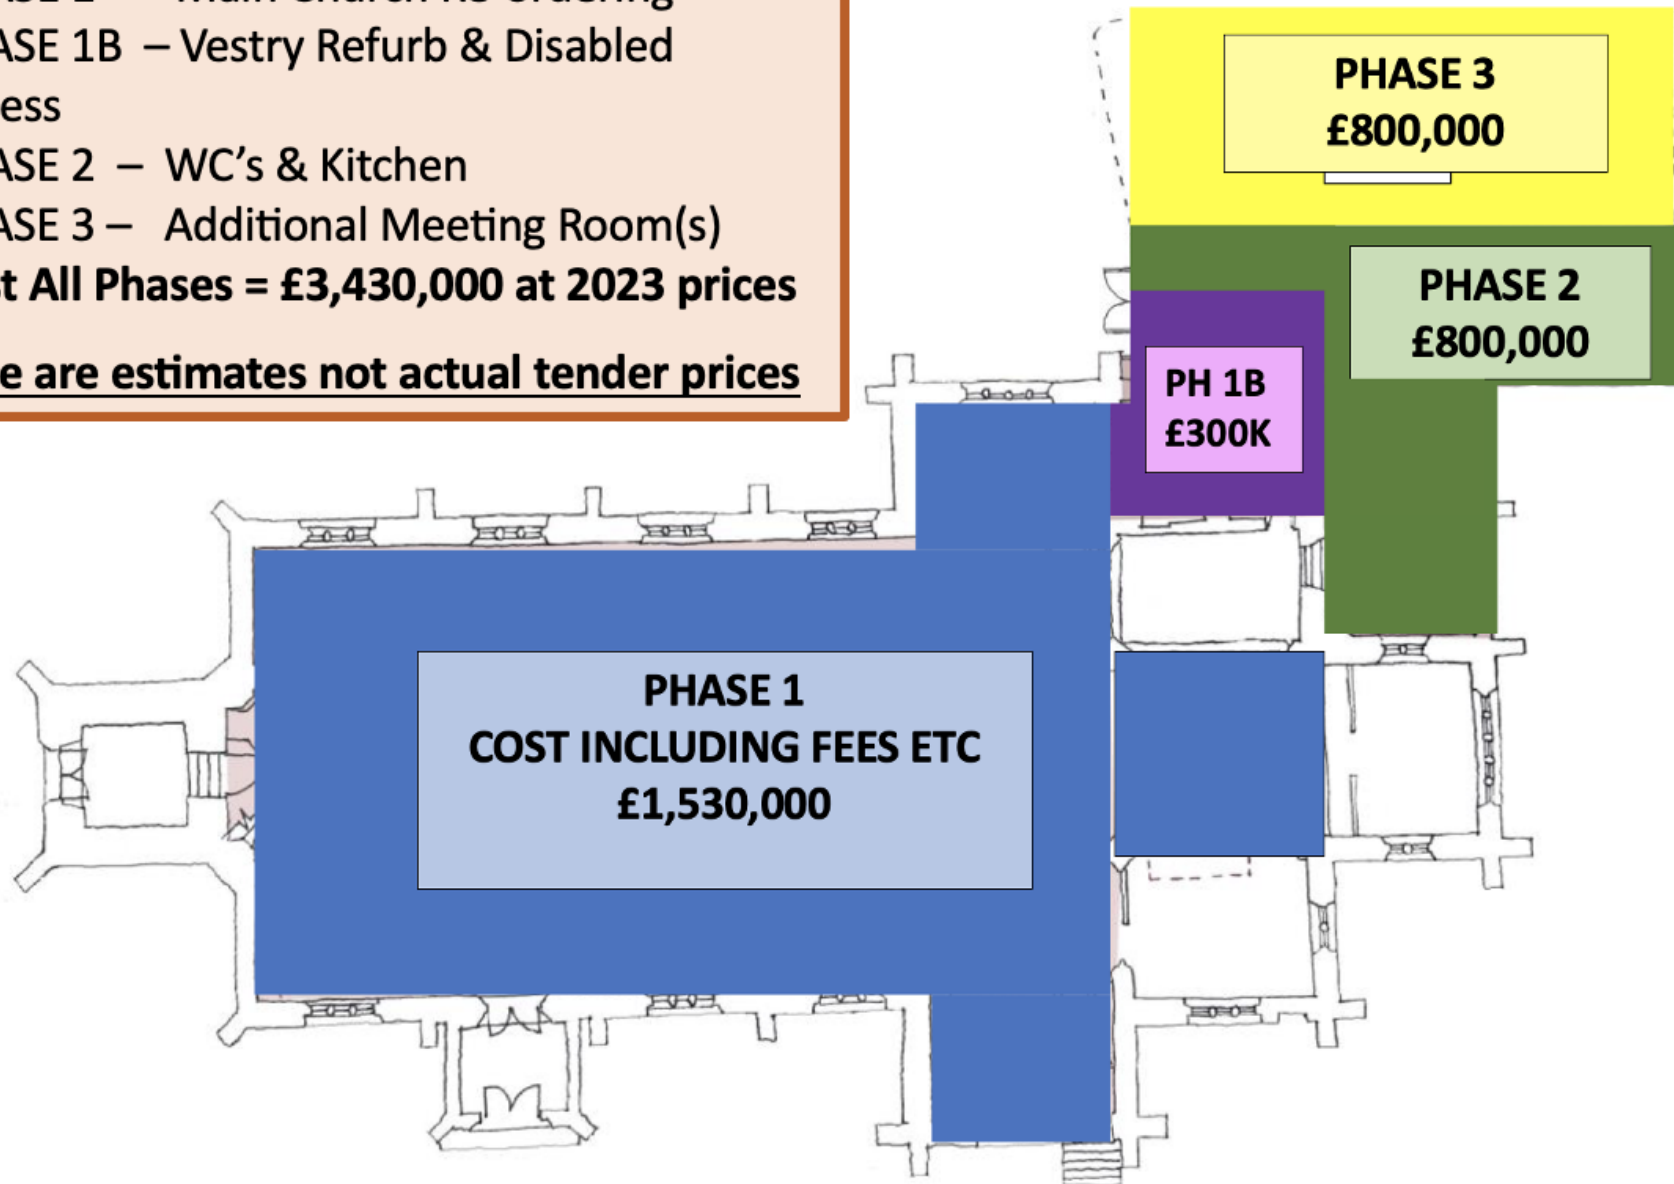 ASE 1B – Vestry Refurb & Disabled
ess
ASE 2 – WC's & Kitchen
ASE 3 – Additional Meeting Room(s)
t All Phases = £3,430,000 at 2023 prices
e are estimates not actual tender prices
PHASE 3
£800,000
PHASE 2
£800,000
PH 1B
£300K
PHASE 1
COST INCLUDING FEES ETC
£1,530,000